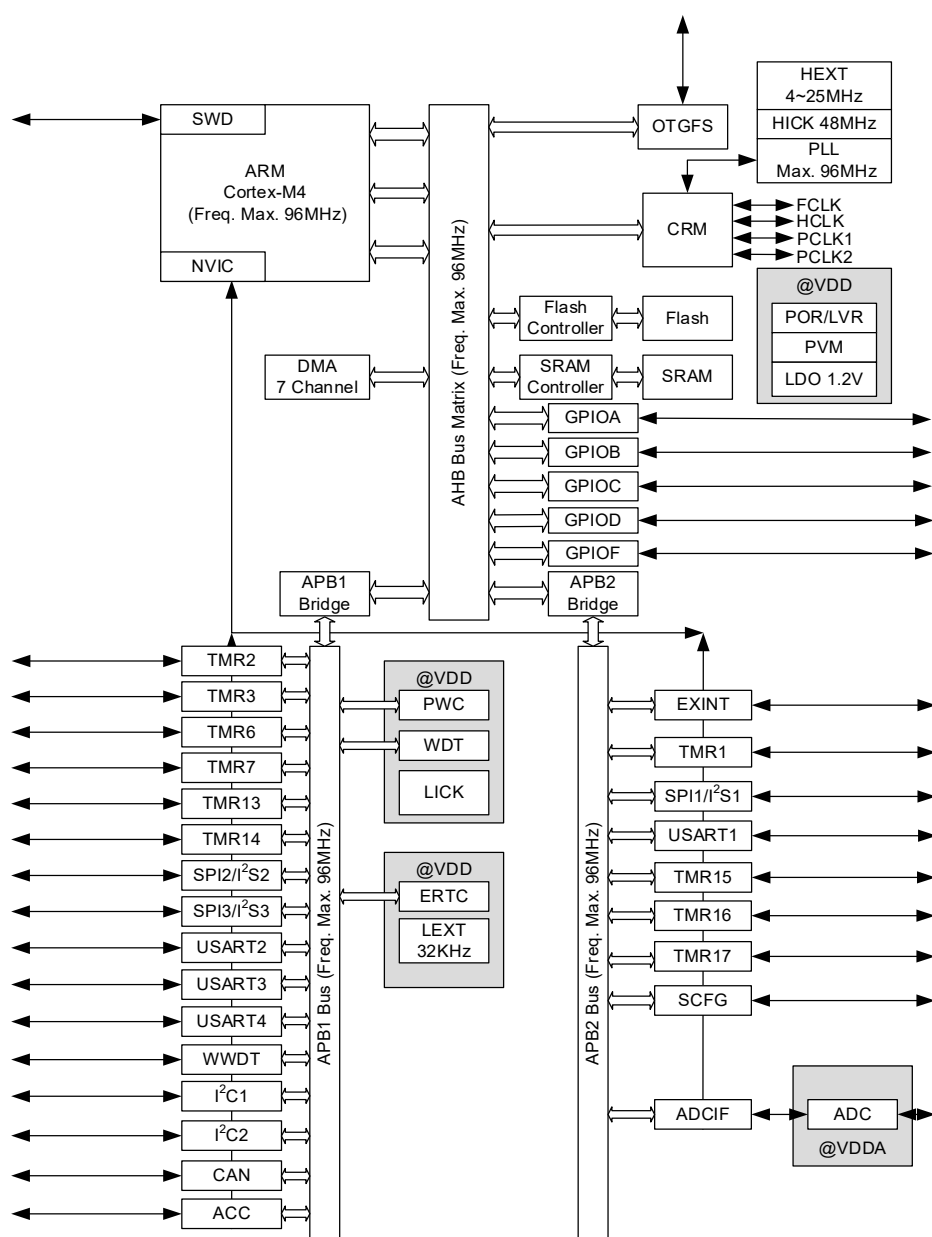 SWD
ARM
Cortex-M4
(Freq. Max. 96MHz)
NVIC
DMA
7 Channel
AHB Bus Matrix (Freq. Max. 96MHz)
OTGFS
HEXT
4~25MHz
HICK 48MHz
PLL
Max. 96MHz
CRM
FCLK
HCLK
PCLK1
PCLK2
@VDD
POR/LVR
PVM
LDO 1.2V
Flash
Controller
Flash
SRAM
Controller
SRAM
GPIOA
GPIOB
GPIOC
GPIOD
GPIOF
APB1
Bridge
APB2
Bridge
TMR2
TMR3
TMR6
TMR7
TMR13
TMR14
SPI2/I²S2
SPI3/I²S3
USART2
USART3
USART4
WWDT
I²C1
I²C2
CAN
ACC
APB1 Bus (Freq. Max. 96MHz)
@VDD
PWC
WDT
LICK
@VDD
ERTC
LEXT
32KHz
APB2 Bus (Freq. Max. 96MHz)
EXINT
TMR1
SPI1/I²S1
USART1
TMR15
TMR16
TMR17
SCFG
ADCIF
ADC
@VDDA